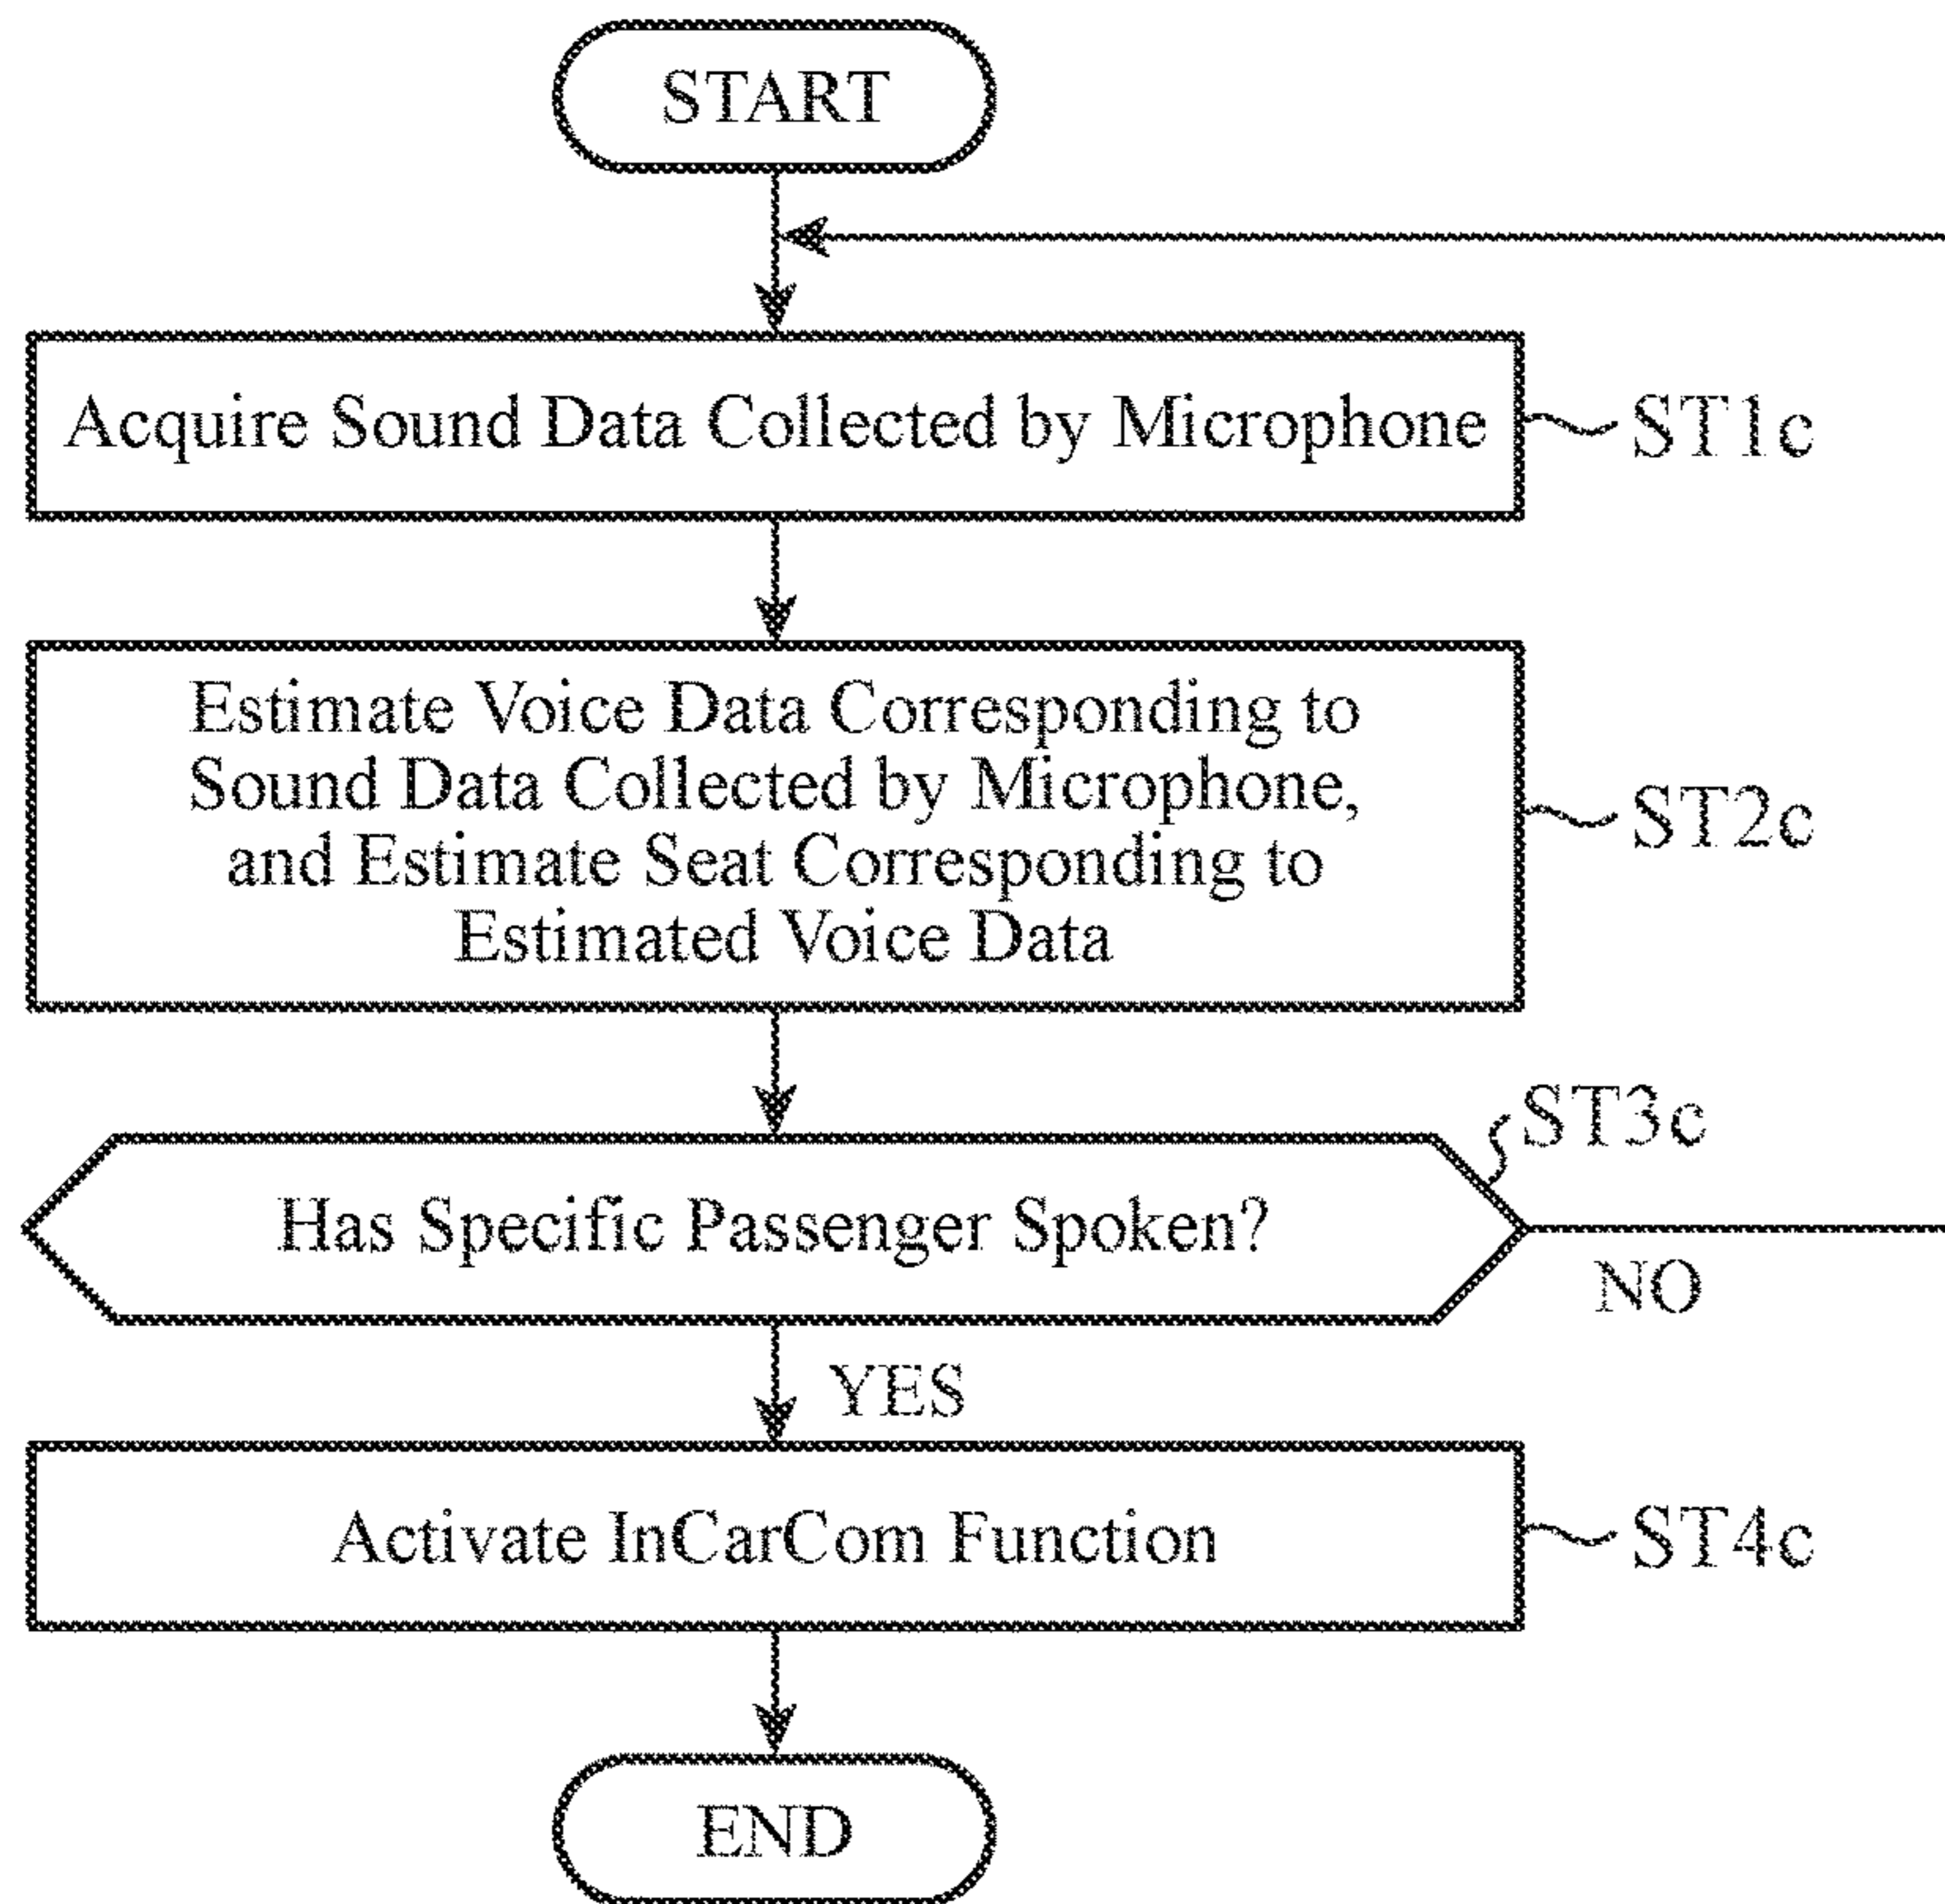 START
Acquire Sound Data Collected by Microphone
ST1c
Estimate Voice Data Corresponding to
Sound Data Collected by Microphone,
and Estimate Seat Corresponding to
Estimated Voice Data
ST2c
ST3c
Has Specific Passenger Spoken?
NO
YES
Activate InCarCom Function
ST4c
END